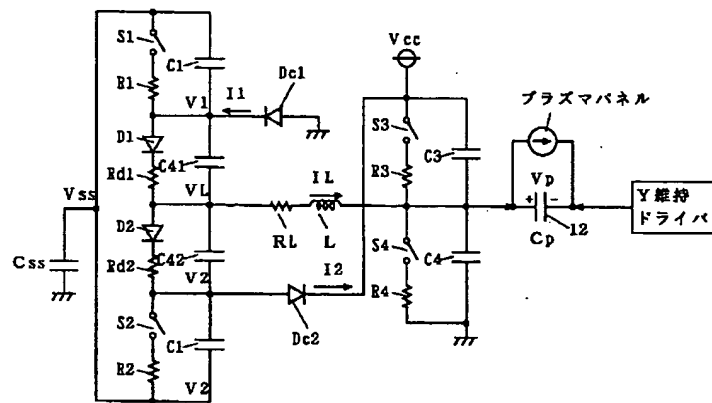 S1
R1
C1
V1
I1
Dc1
D1
Rd1
C41
Vss
VL
Css
D2
Rd2
C42
RL
L
IL
I2
Dc2
S2
R2
C1
V2
V2
Vcc
S3
R3
C3
S4
R4
C4
プラズマパネル
Vp
+
-
12
Cp
Y維持
ドライバ